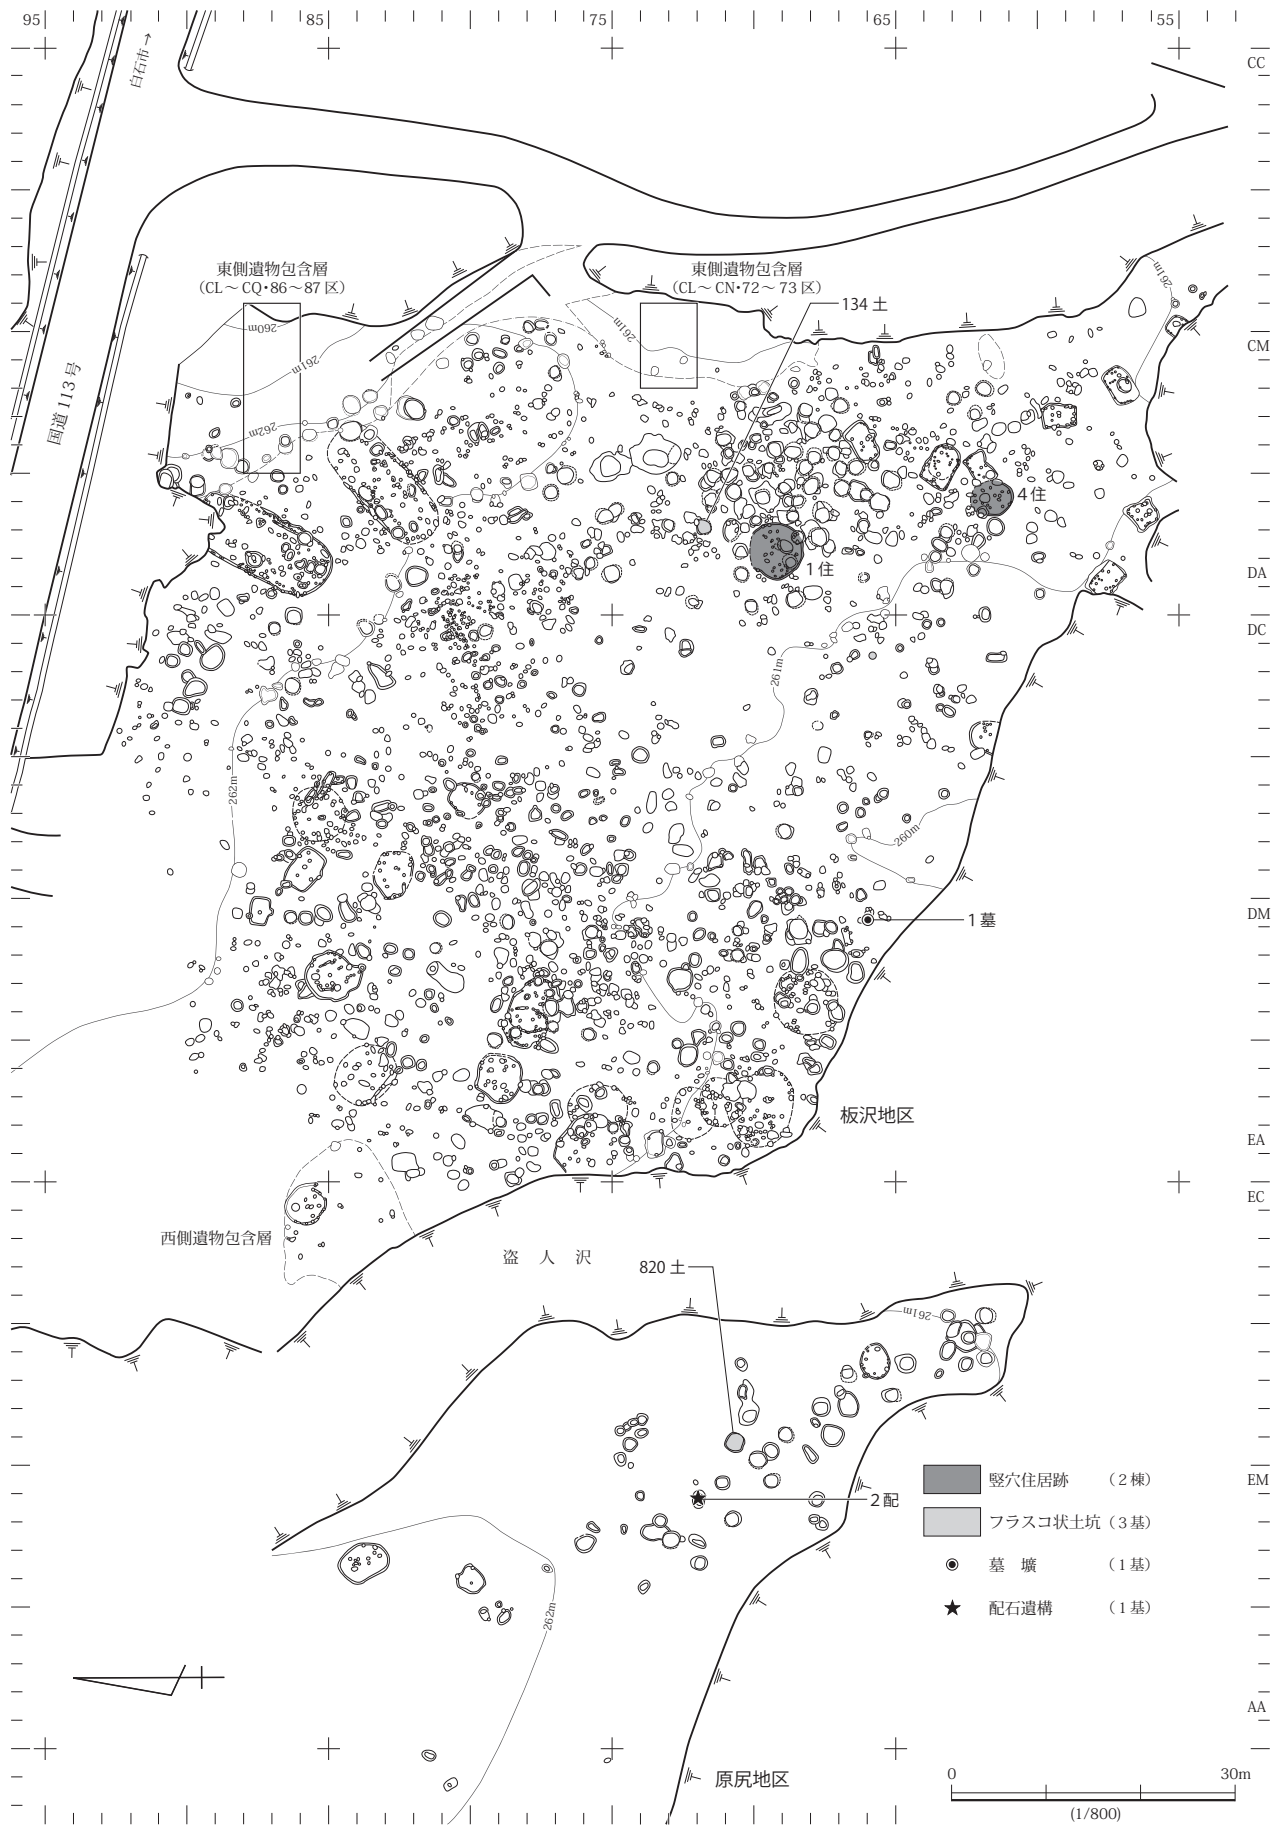 95
85
75
65
55
白石市→
CC
東側遺物包含層
(CL～CQ・86～87区)
東側遺物包含層
(CL～CN・72～73区)
134土
261m
260m
261m
261m
CM
国道113号
262m
4住
1住
DA
DC
261m
262m
260m
DM
1墓
板沢地区
EA
EC
西側遺物包含層
盗人沢
820土
261m
EM
竪穴住居跡 (2棟)
2配
フラスコ状土坑 (3基)
墓壙 (1基)
配石遺構 (1基)
262m
AA
原尻地区
0 30m
(1/800)